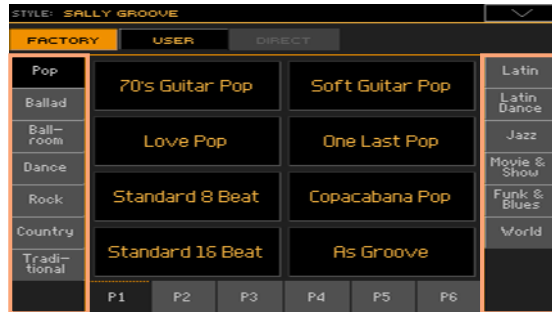 STYLE: SALLY GROOVE
FACTORY USER DIRECT
Pop
Ballad
Ball-
room
Dance
Rock
Country
Tradi-
tional
70's Guitar Pop Soft Guitar Pop
Love Pop One Last Pop
Standard 8 Beat Copacabana Pop
Standard 16 Beat As Groove
Latin
Latin
Dance
Jazz
Movie &
Show
Funk &
Blues
World
P1 P2 P3 P4 P5 P6